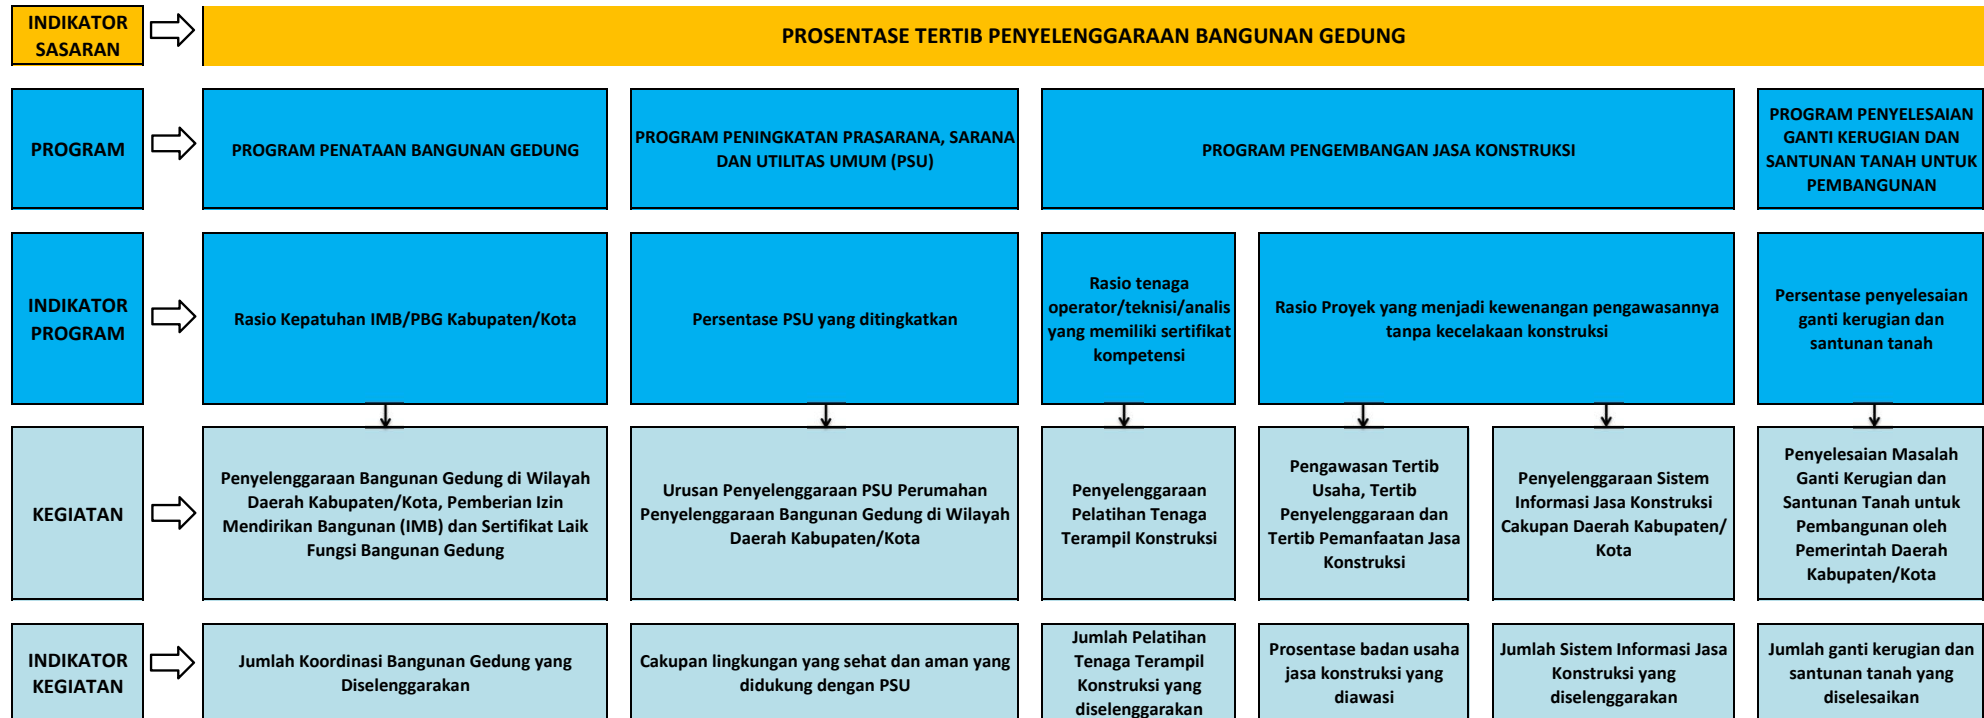 INDIKATOR
SASARAN
PROSENTASE TERTIB PENYELENGGARAAN BANGUNAN GEDUNG
PROGRAM
PROGRAM PENATAAN BANGUNAN GEDUNG
PROGRAM PENINGKATAN PRASARANA, SARANA
DAN UTILITAS UMUM (PSU)
PROGRAM PENGEMBANGAN JASA KONSTRUKSI
PROGRAM PENYELESAIAN
GANTI KERUGIAN DAN
SANTUNAN TANAH UNTUK
PEMBANGUNAN
INDIKATOR
PROGRAM
Rasio Kepatuhan IMB/PBG Kabupaten/Kota
Persentase PSU yang ditingkatkan
Rasio tenaga
operator/teknisi/analis
yang memiliki sertifikat
kompetensi
Rasio Proyek yang menjadi kewenangan pengawasannya
tanpa kecelakaan konstruksi
Persentase penyelesaian
ganti kerugian dan
santunan tanah
KEGIATAN
Penyelenggaraan Bangunan Gedung di Wilayah
Daerah Kabupaten/Kota, Pemberian Izin
Mendirikan Bangunan (IMB) dan Sertifikat Laik
Fungsi Bangunan Gedung
Urusan Penyelenggaraan PSU Perumahan
Penyelenggaraan Bangunan Gedung di Wilayah
Daerah Kabupaten/Kota
Penyelenggaraan
Pelatihan Tenaga
Terampil Konstruksi
Pengawasan Tertib
Usaha, Tertib
Penyelenggaraan dan
Tertib Pemanfaatan Jasa
Konstruksi
Penyelenggaraan Sistem
Informasi Jasa Konstruksi
Cakupan Daerah Kabupaten/
Kota
Penyelesaian Masalah
Ganti Kerugian dan
Santunan Tanah untuk
Pembangunan oleh
Pemerintah Daerah
Kabupaten/Kota
INDIKATOR
KEGIATAN
Jumlah Koordinasi Bangunan Gedung yang
Diselenggarakan
Cakupan lingkungan yang sehat dan aman yang
didukung dengan PSU
Jumlah Pelatihan
Tenaga Terampil
Konstruksi yang
diselenggarakan
Prosentase badan usaha
jasa konstruksi yang
diawasi
Jumlah Sistem Informasi Jasa
Konstruksi yang
diselenggarakan
Jumlah ganti kerugian dan
santunan tanah yang
diselesaikan